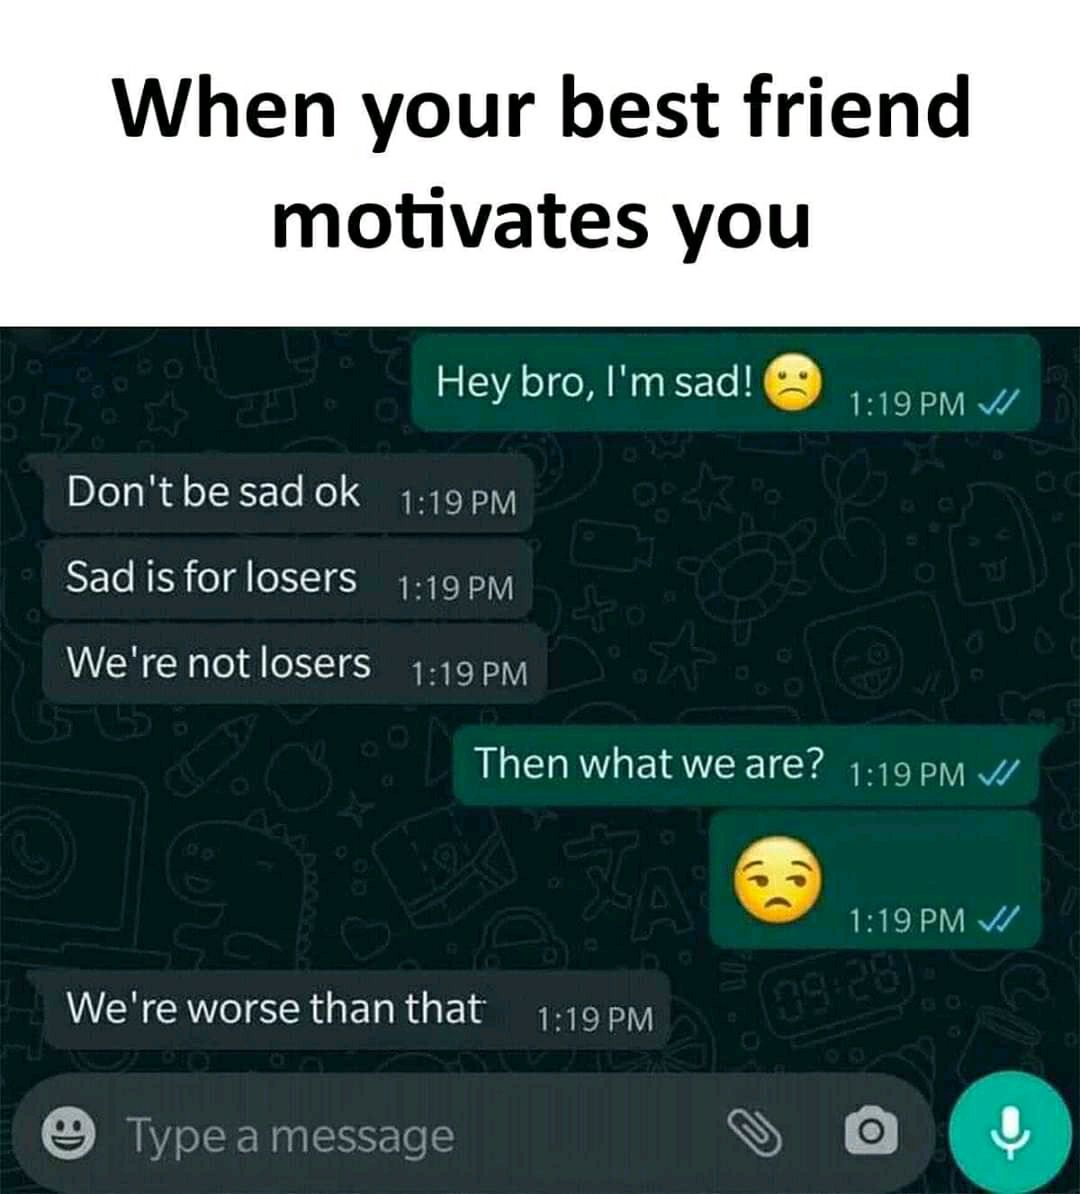 When your best friend
motivates you
Hey bro, I'm sad! 🙁 1:19 PM
Don't be sad ok 1:19 PM
Sad is for losers 1:19 PM
We're not losers 1:19 PM
Then what we are? 1:19 PM
😒 1:19 PM
We're worse than that 1:19 PM
Type a message